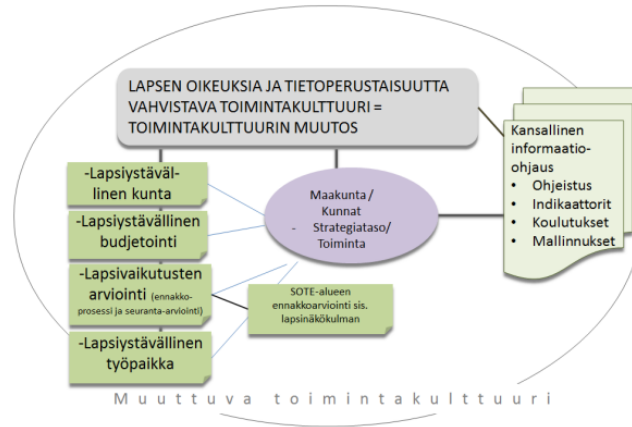 LAPSEN OIKEUKSIA JA TIETOPERUSTAISUUTTA
VAHVISTAVA TOIMINTAKULTTUURI =
TOIMINTAKULTTUURIN MUUTOS
Kansallinen
informaatio-
ohjaus
• Ohjeistus
• Indikaattorit
• Koulutukset
• Mallinnukset
-Lapsiystäväl-
linen kunta
-Lapsiystävällinen
budjetointi
-Lapsivaikutusten
arviointi (ennakko-
prosessi ja seuranta-arviointi)
-Lapsiystävällinen
työpaikka
Maakunta/
Kunnat
- Strategiataso/
Toiminta
SOTE-alueen
ennakkoarviointi sis.
lapsinäkökulman
Muuttuva toimintakulttuuri